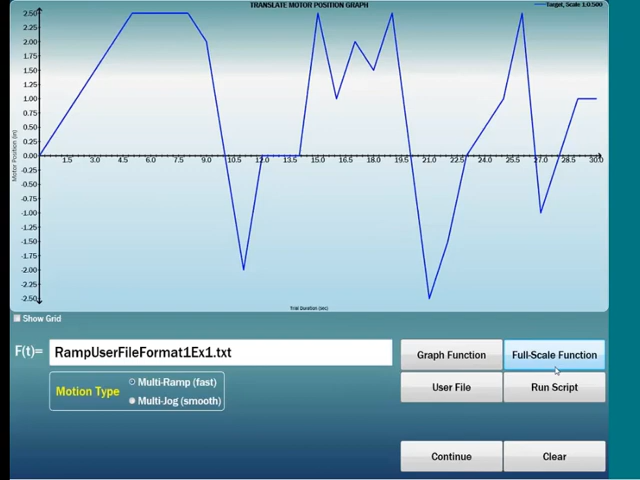 TRANSLATE MOTOR POSITION GRAPH
Target, Scale 1:0.500
2.50
2.25
2.00
1.75
1.50
1.25
1.00
0.75
0.50
0.25
0.00
-0.25
-0.50
-0.75
-1.00
-1.25
-1.50
-1.75
-2.00
-2.25
-2.50
Motor Position (in)
1.5 3.0 4.5 6.0 7.5 9.0 10.5 12.0 13.5 15.0 16.5 18.0 19.5 21.0 22.5 24.0 25.5 27.0 28.5 30.0
Trial Duration (sec)
Show Grid
F(t)= RampUserFileFormat1Ex1.txt
Graph Function Full-Scale Function
Motion Type
Multi-Ramp (fast)
Multi-Jog (smooth)
User File Run Script
Continue Clear